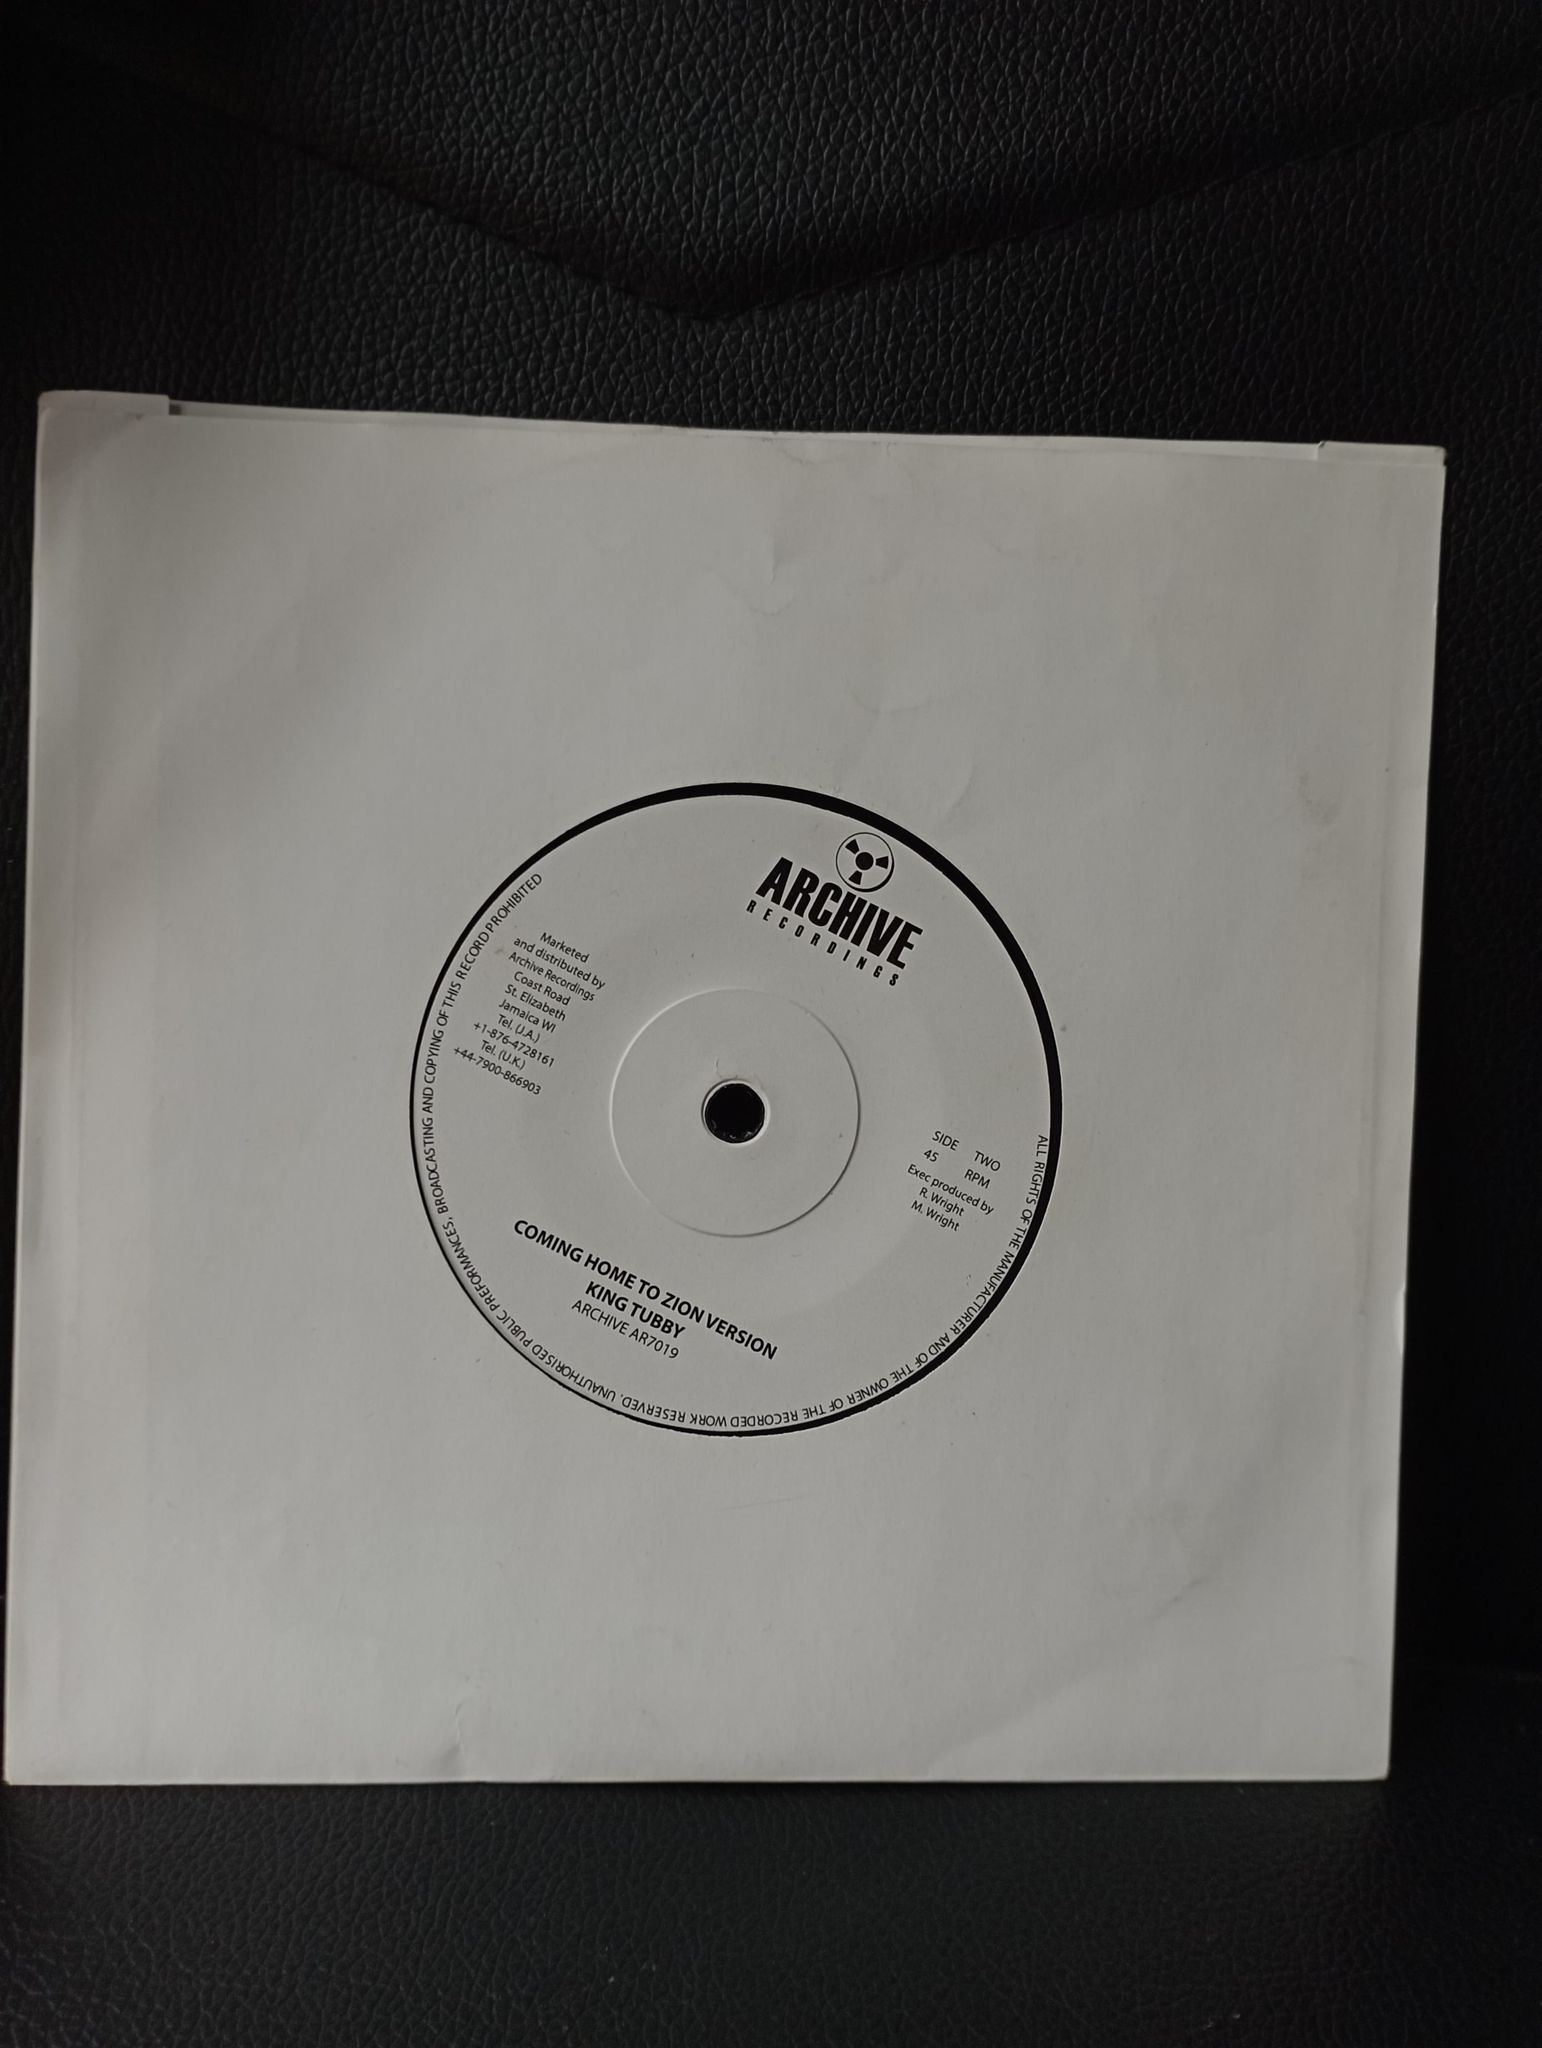 ARCHIVE
RECORDINGS
Marketed
and distributed by
Archive Recordings
Coast Road
St. Elizabeth
Jamaica WI
Tel. (J.A.)
+1-876-4728161
Tel. (U.K.)
+44-7900-866903
SIDE TWO
45 RPM
Exec produced by
R. Wright
M. Wright
COMING HOME TO ZION VERSION
KING TUBBY
ARCHIVE AR7019
ALL RIGHTS OF THE MANUFACTURER AND OF THE OWNER OF THE RECORDED WORK RESERVED. UNAUTHORISED PUBLIC PREFORMANCES, BROADCASTING AND COPYING OF THIS RECORD PROHIBITED